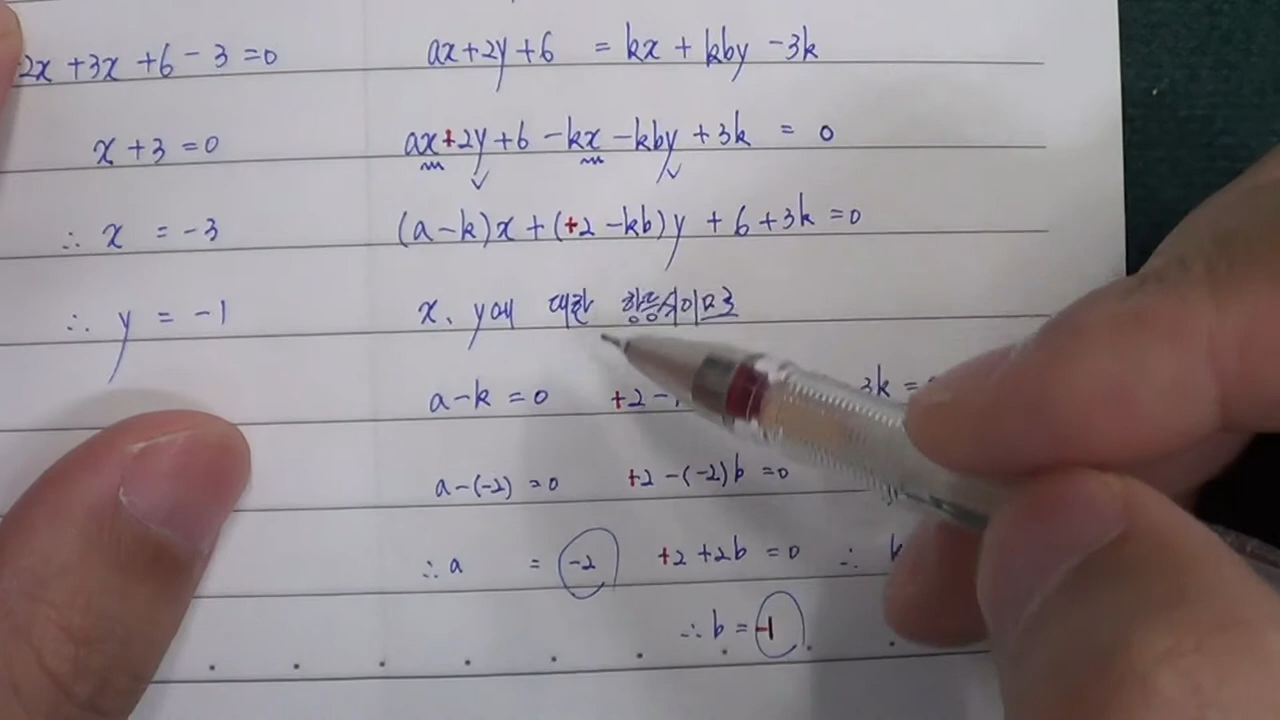 2x + 3x + 6 - 3 = 0
x + 3 = 0
∴ x = -3
∴ y = -1
ax + 2y + 6 = kx + kby - 3k
ax + 2y + 6 - kx - kby + 3k = 0
(a - k)x + (+2 - kb)y + 6 + 3k = 0
x, y에 대한 항등식이므로
a - k = 0 +2 - 3k =
a - (-2) = 0 +2 - (-2)b = 0
∴ a = -2 +2 + 2b = 0 ∴ k
∴ b = -1